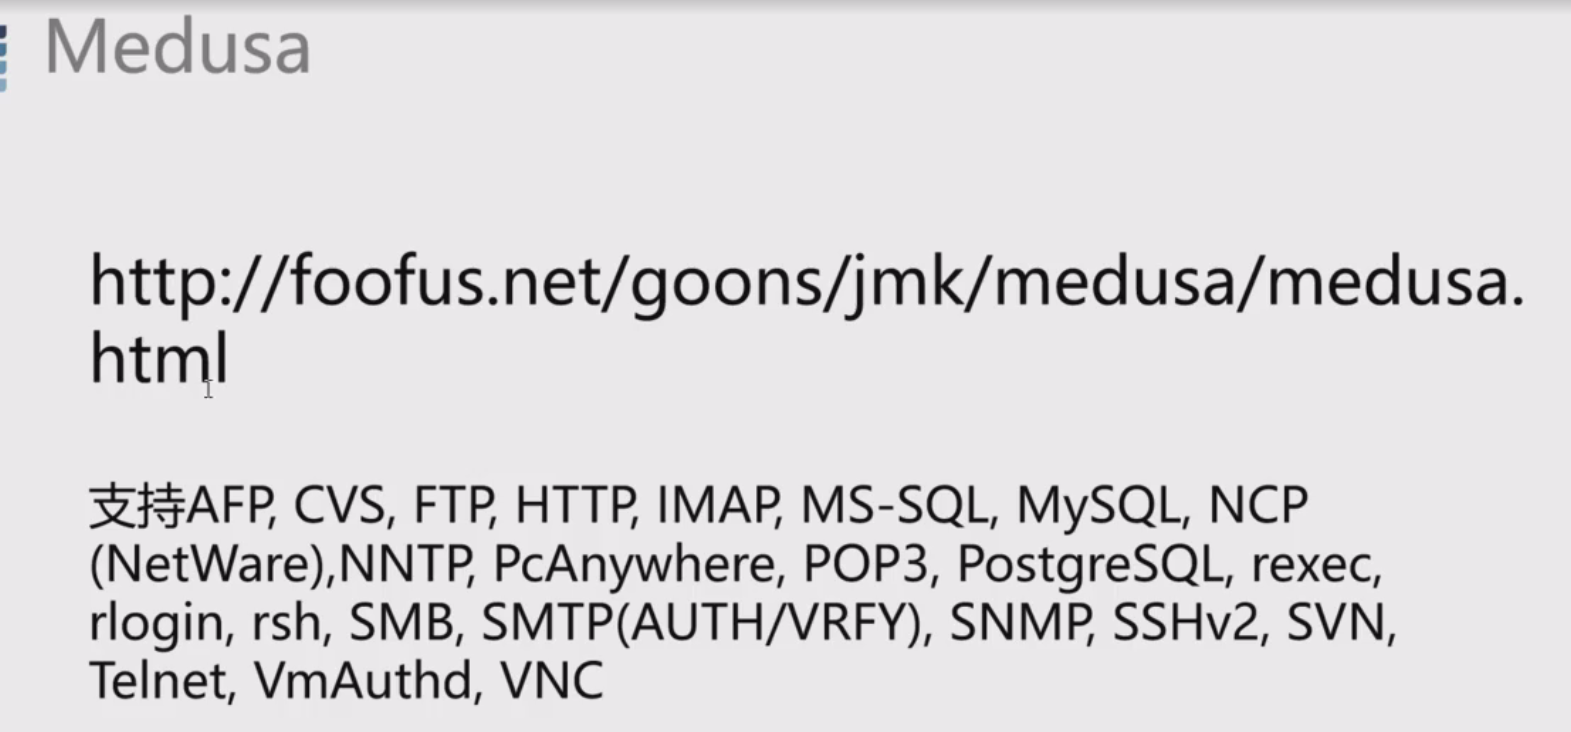 Medusa
http://foofus.net/goons/jmk/medusa/medusa.
html
支持AFP, CVS, FTP, HTTP, IMAP, MS-SQL, MySQL, NCP
(NetWare),NNTP, PcAnywhere, POP3, PostgreSQL, rexec,
rlogin, rsh, SMB, SMTP(AUTH/VRFY), SNMP, SSHv2, SVN,
Telnet, VmAuthd, VNC